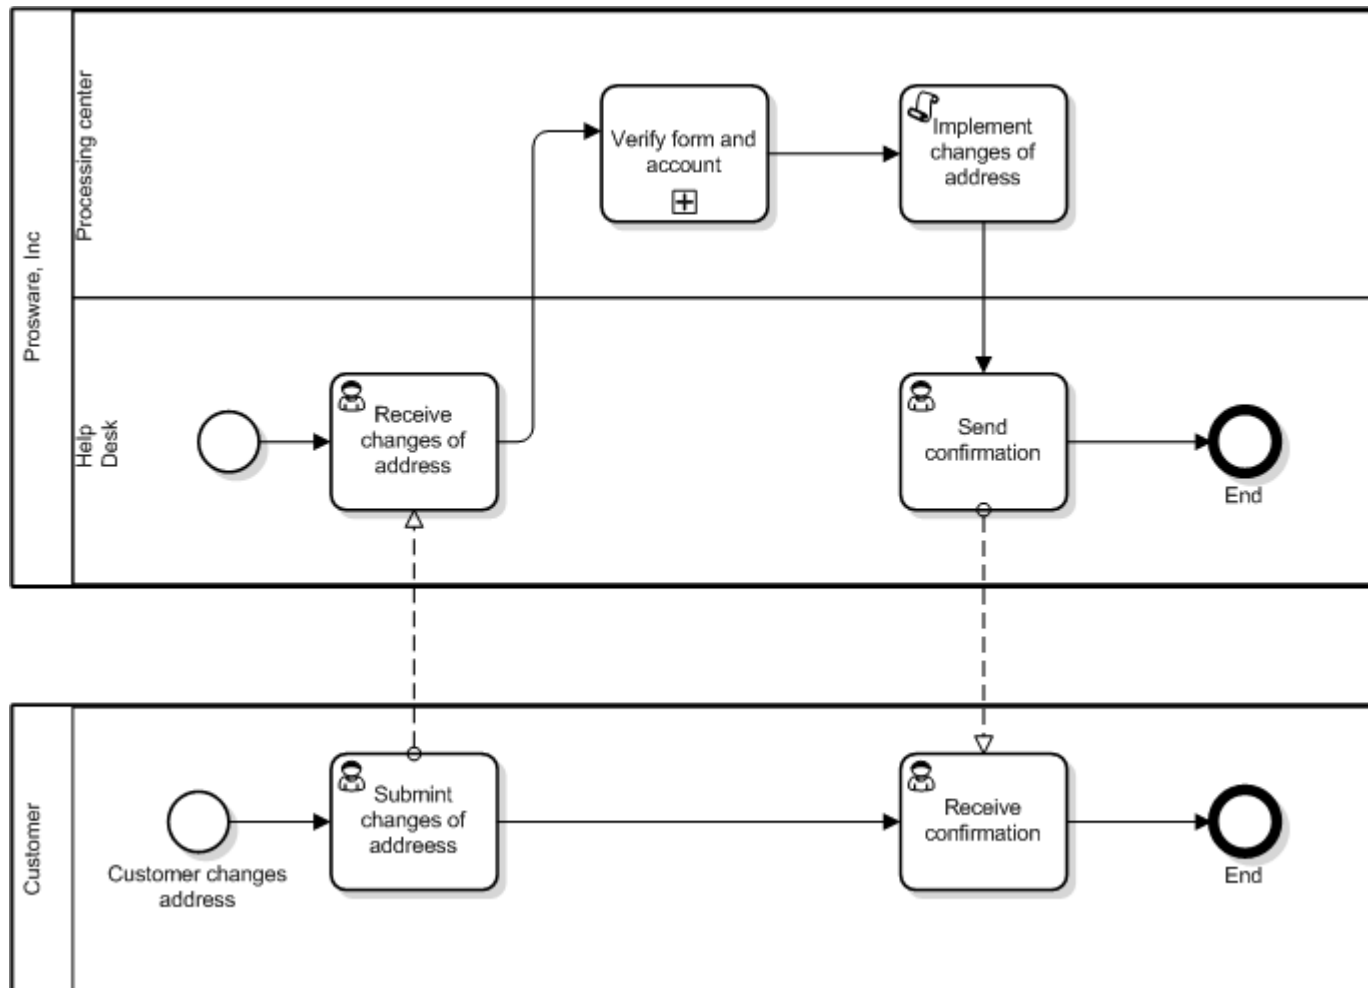 Prosware, Inc
Processing center
Verify form and
account
Implement
changes of
address
Help
Desk
Receive
changes of
address
Send
confirmation
End
Customer
Customer changes
address
Submint
changes of
addreess
Receive
confirmation
End